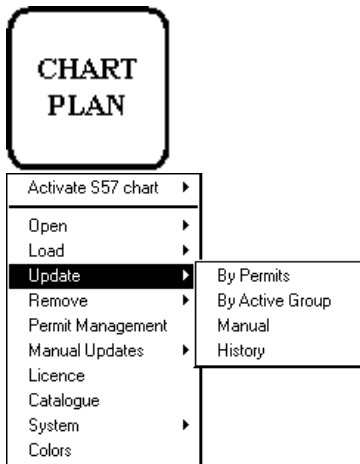 CHART
PLAN
Activate S57 chart
Open
Load
Update
By Permits
Remove
By Active Group
Permit Management
Manual
Manual Updates
History
Licence
Catalogue
System
Colors